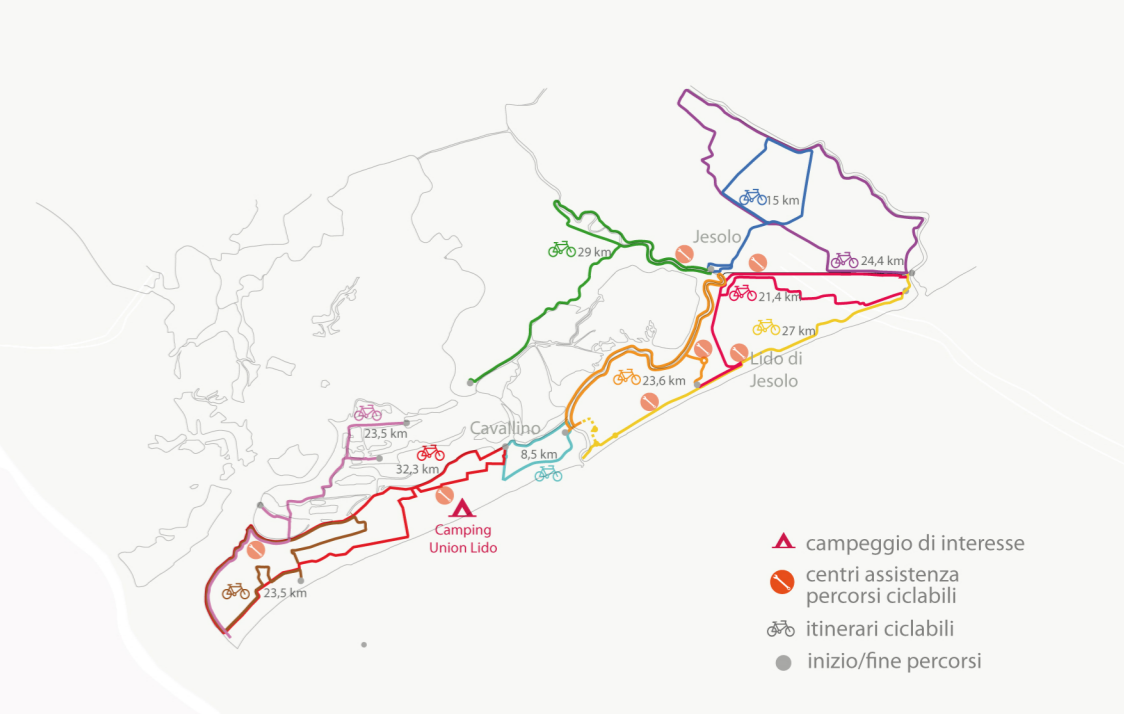 15 km
Jesolo
29 km
24,4 km
21,4 km
27 km
Lido di
Jesolo
23,6 km
Cavallino
23,5 km
8,5 km
32,3 km
Camping
Union Lido
23,5 km
campeggio di interesse
centri assistenza
percorsi ciclabili
itinerari ciclabili
inizio/fine percorsi